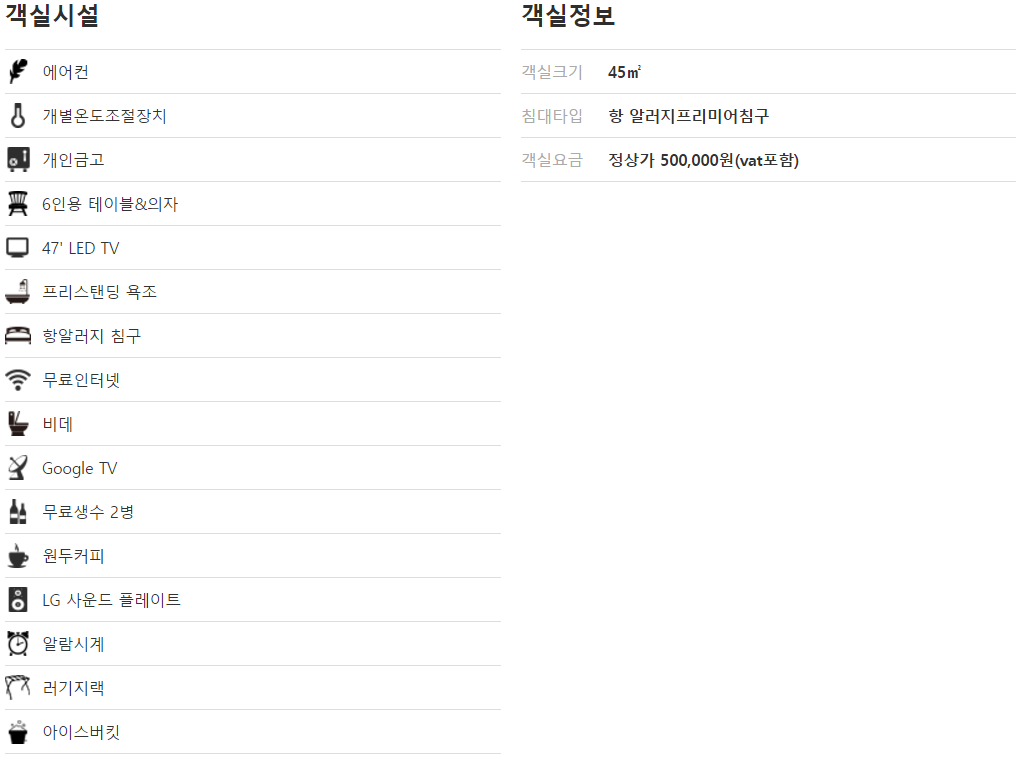 객실시설
에어컨
개별온도조절장치
개인금고
6인용 테이블&의자
47' LED TV
프리스탠딩 욕조
항알러지 침구
무료인터넷
비데
Google TV
무료생수 2병
원두커피
LG 사운드 플레이트
알람시계
러기지랙
아이스버킷
객실정보
객실크기 45㎡
침대타입 항 알러지프리미어침구
객실요금 정상가 500,000원(vat포함)